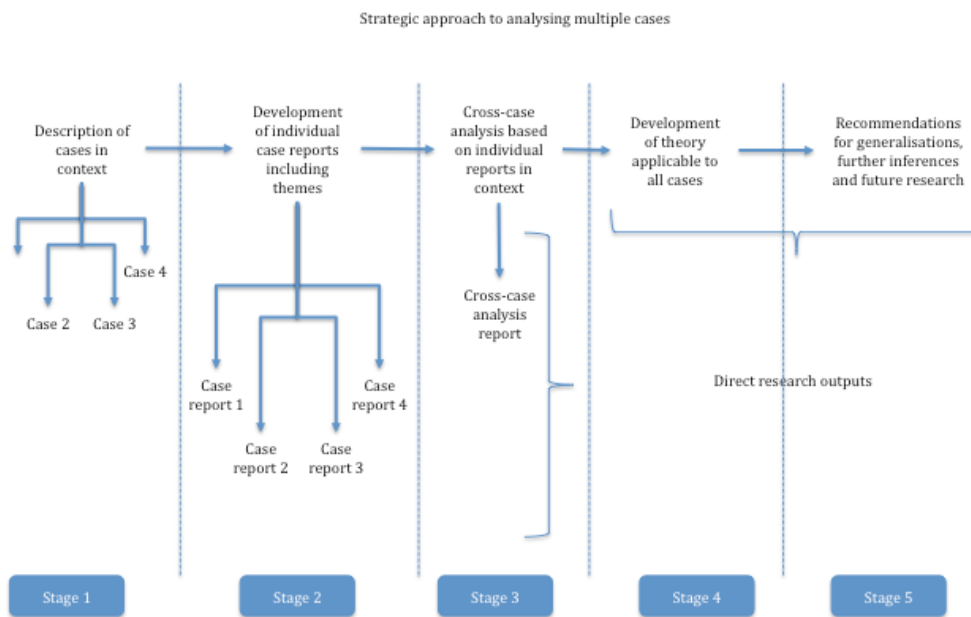 Strategic approach to analysing multiple cases
Description of
cases in
context
Case 4
Case 2
Case 3
Development
of individual
case reports
including
themes
Case
report 1
Case
report 4
Case
report 2
Case
report 3
Cross-case
analysis based
on individual
reports in
context
Cross-case
analysis
report
Development
of theory
applicable to
all cases
Recommendations
for generalisations,
further inferences
and future research
Direct research outputs
Stage 1
Stage 2
Stage 3
Stage 4
Stage 5